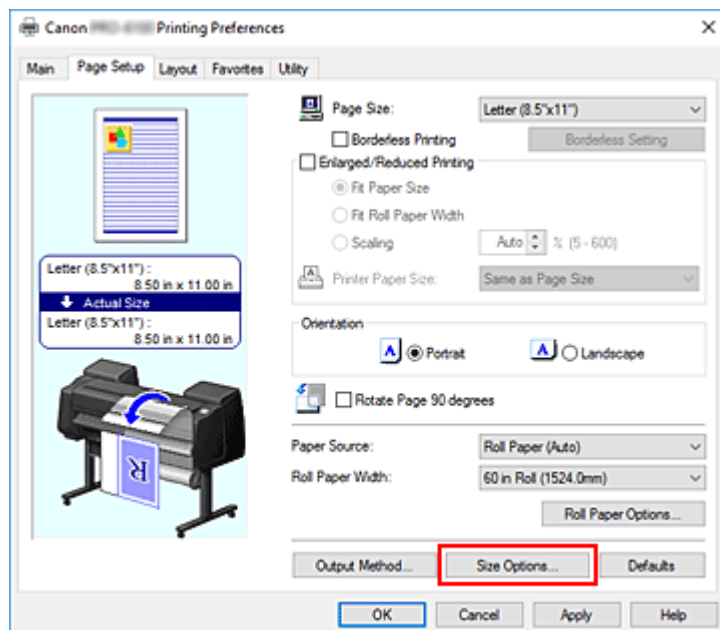 Canon Printing Preferences
Main Page Setup Layout Favorites Utility
Page Size: Letter (8.5"x11")
Borderless Printing Borderless Setting
Enlarged/Reduced Printing
Fit Paper Size
Fit Roll Paper Width
Scaling Auto % (5 - 600)
Printer Paper Size: Same as Page Size
Letter (8.5"x11") :
8.50 in x 11.00 in
Actual Size
Letter (8.5"x11") :
8.50 in x 11.00 in
Orientation
A Portrait A Landscape
Rotate Page 90 degrees
Paper Source: Roll Paper (Auto)
Roll Paper Width: 60 in Roll (1524.0mm)
Roll Paper Options...
R
Output Method... Size Options... Defaults
OK Cancel Apply Help